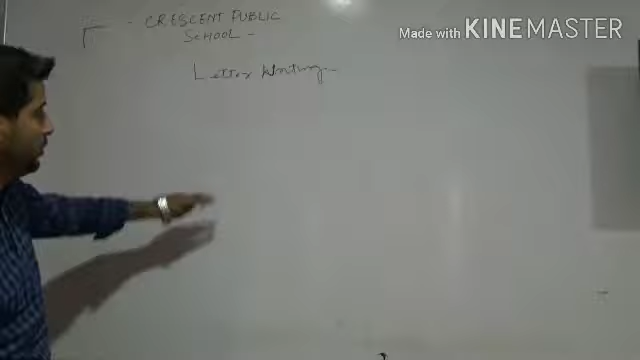 - CRESCENT PUBLIC
SCHOOL -
Made with KINEMASTER
Letter Writing -